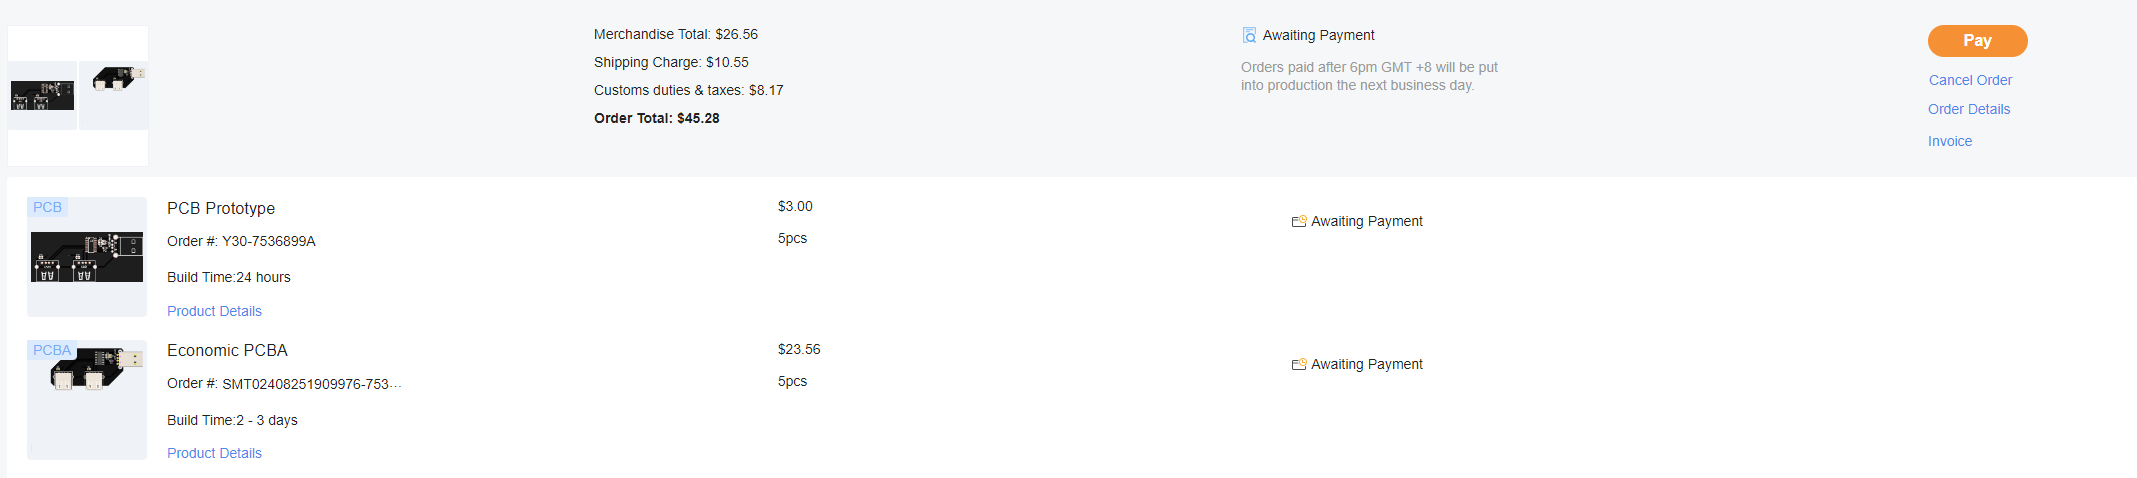 Merchandise Total: $26.56
Shipping Charge: $10.55
Customs duties & taxes: $8.17
Order Total: $45.28
Awaiting Payment
Orders paid after 6pm GMT +8 will be put
into production the next business day.
Pay
Cancel Order
Order Details
Invoice
PCB
PCB Prototype
Order #: Y30-7536899A
Build Time:24 hours
Product Details
$3.00
5pcs
Awaiting Payment
PCBA
Economic PCBA
Order #: SMT02408251909976-753...
Build Time:2 - 3 days
Product Details
$23.56
5pcs
Awaiting Payment